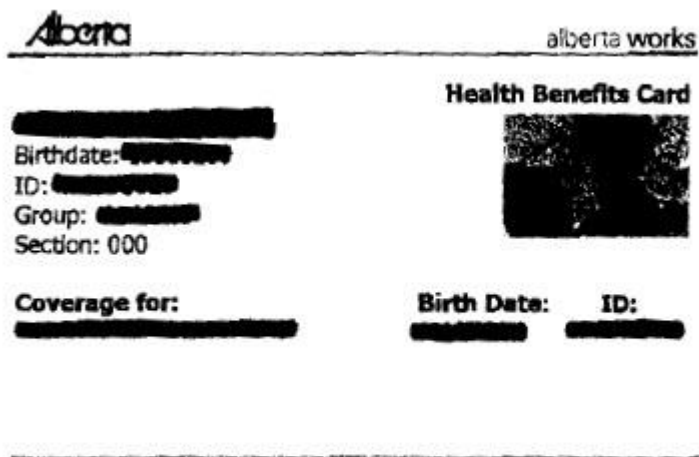 Alberta
alberta works
Health Benefits Card
Birthdate:
ID:
Group:
Section: 000
Coverage for: Birth Date: ID: